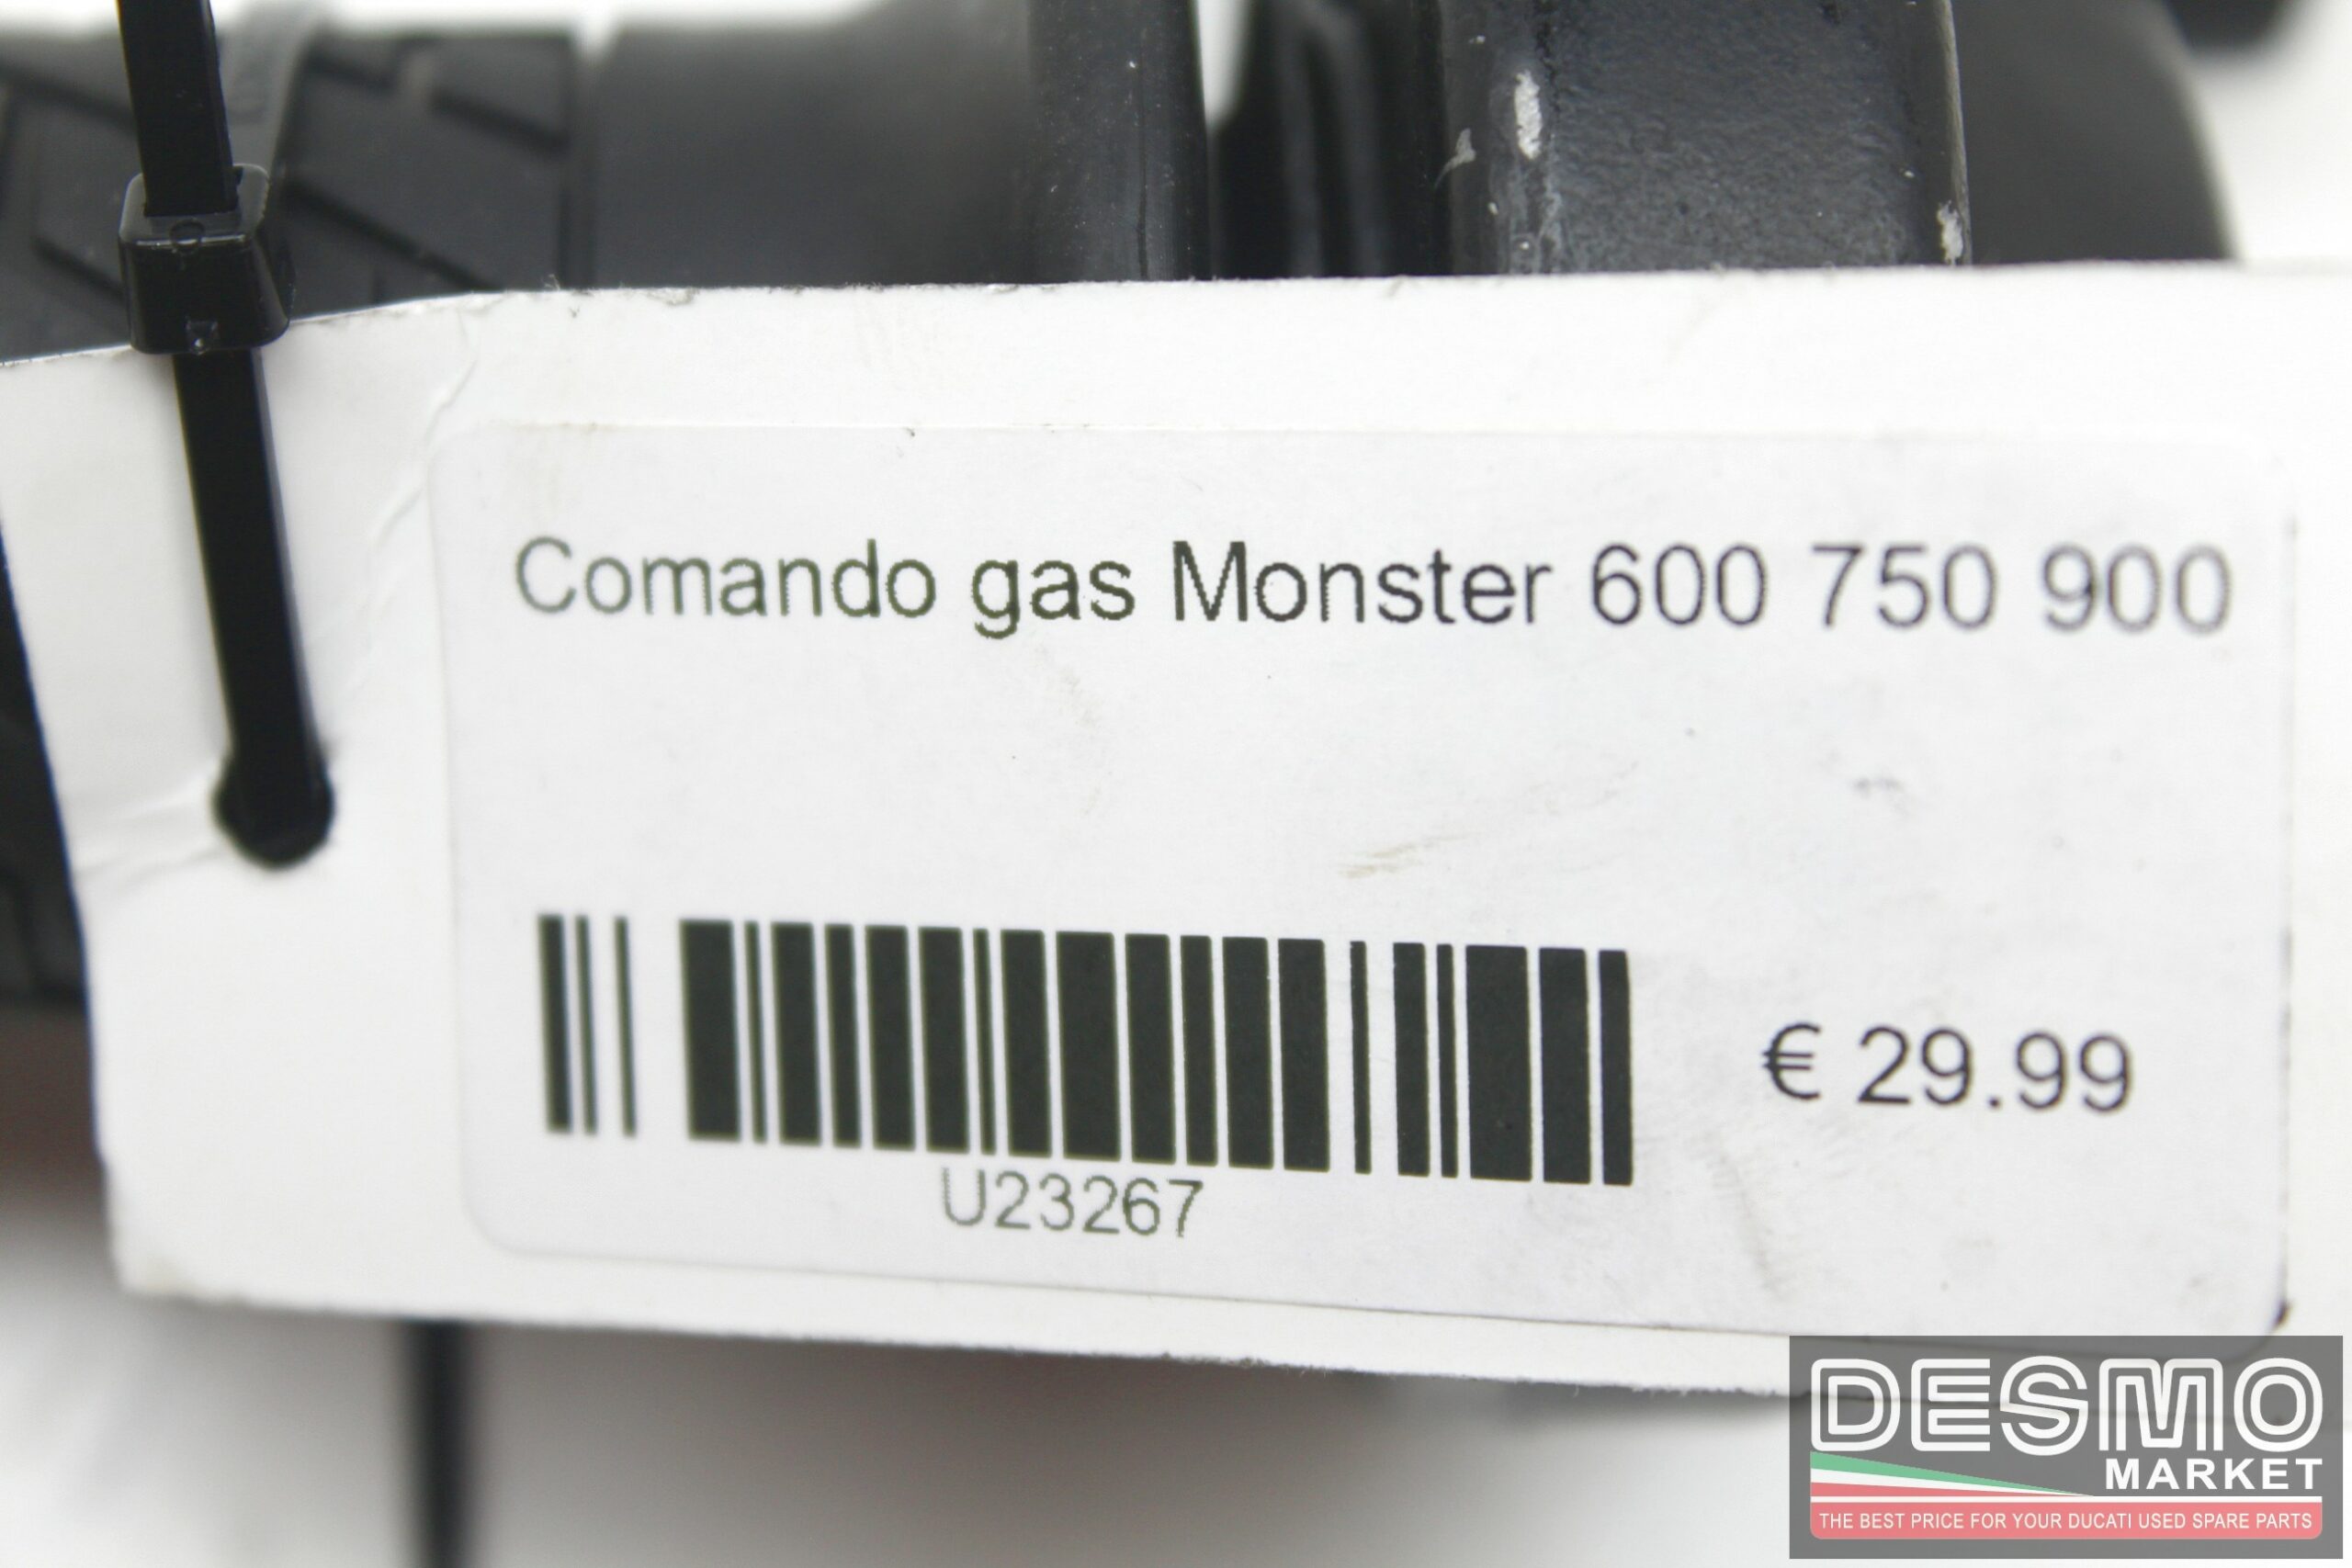 Comando gas Monster 600 750 900
€ 29.99
U23267
DESMO
MARKET
THE BEST PRICE FOR YOUR DUCATI USED SPARE PARTS